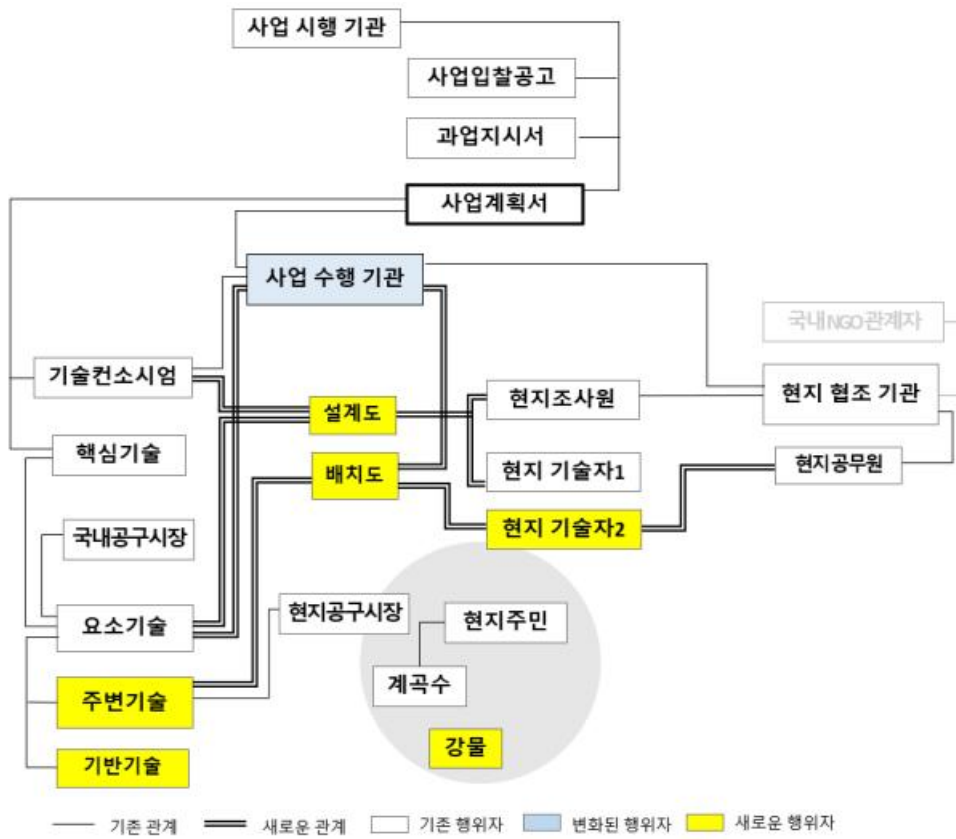 사업 시행 기관
사업입찰공고
과업지시서
사업계획서
사업 수행 기관
국내NGO관계자
기술컨소시엄
현지조사원
현지 협조 기관
설계도
핵심기술
배치도
현지 기술자1
현지공무원
국내공구시장
현지 기술자2
현지공구시장
현지주민
요소기술
계곡수
주변기술
강물
기반기술
기존 관계
새로운 관계
기존 행위자
변화된 행위자
새로운 행위자